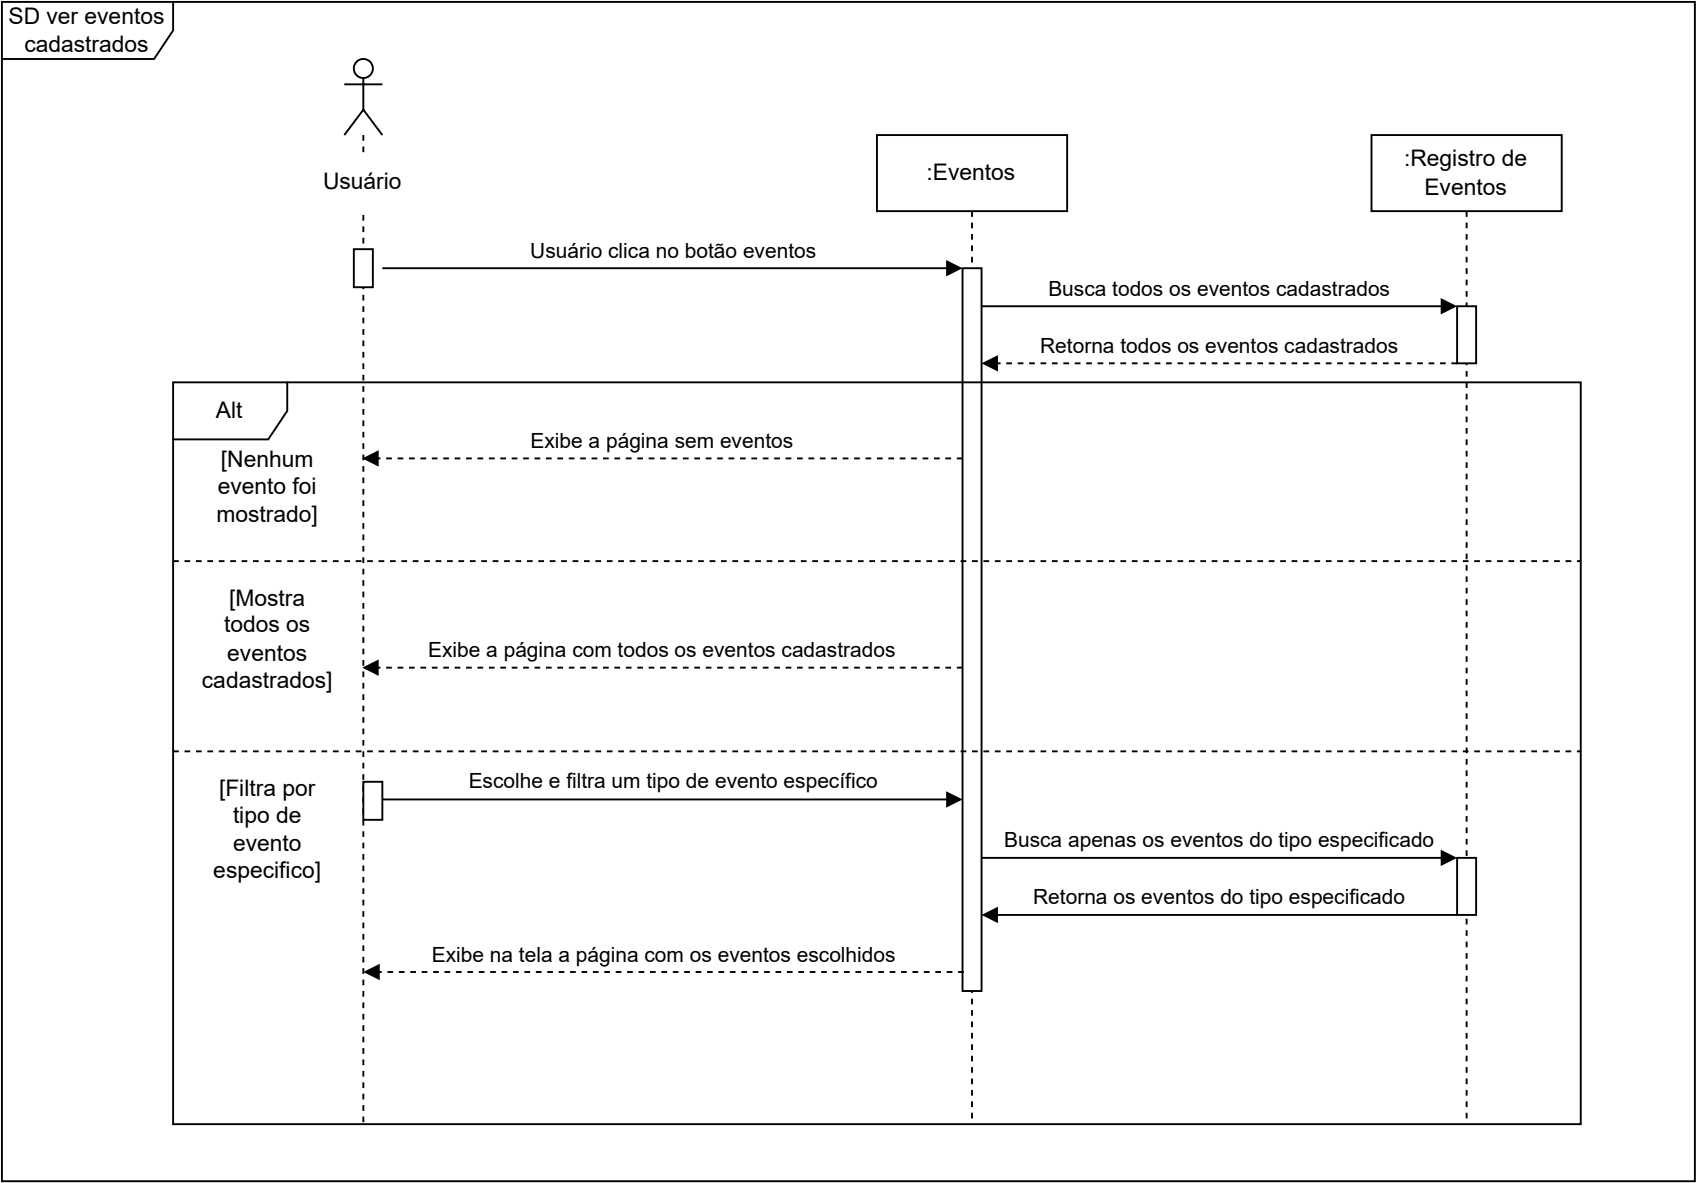 SD ver eventos
cadastrados
Usuário
:Eventos
:Registro de
Eventos
Usuário clica no botão eventos
Busca todos os eventos cadastrados
Retorna todos os eventos cadastrados
Alt
Exibe a página sem eventos
[Nenhum
evento foi
mostrado]
[Mostra
todos os
eventos
cadastrados]
Exibe a página com todos os eventos cadastrados
[Filtra por
tipo de
evento
especifico]
Escolhe e filtra um tipo de evento específico
Busca apenas os eventos do tipo especificado
Retorna os eventos do tipo especificado
Exibe na tela a página com os eventos escolhidos